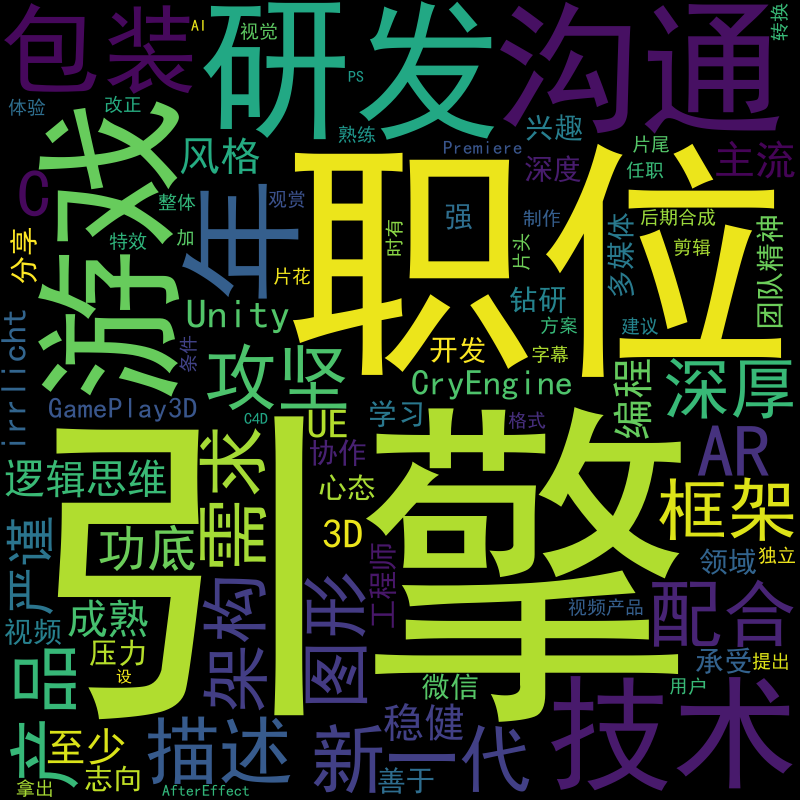 包装
AI
视觉
研发
PS
沟通
转换
体验
改正
熟练
Premiere
兴趣
片尾
主流
深度
任职
游戏
风格
C
整体
年
观赏
职位
强
制作
多媒体
后期合成
剪辑
团队精神
分享
特效
加
时有
片头
片花
钻研
方案
建议
irrlicht
Unity
条件
开发
字幕
攻坚
CryEngine
编程
深厚
GamePlay3D
C4D
UE
学习
格式
引擎
需求
协作
AR
逻辑思维
心态
框架
严谨
功底
3D
工程师
领域
独立
视频
成熟
架构
图形
视频产品
配合
产品
压力
设
微信
承受
提出
用户
至少
描述
新一代
稳健
技术
志向
善于
拿出
AfterEffect